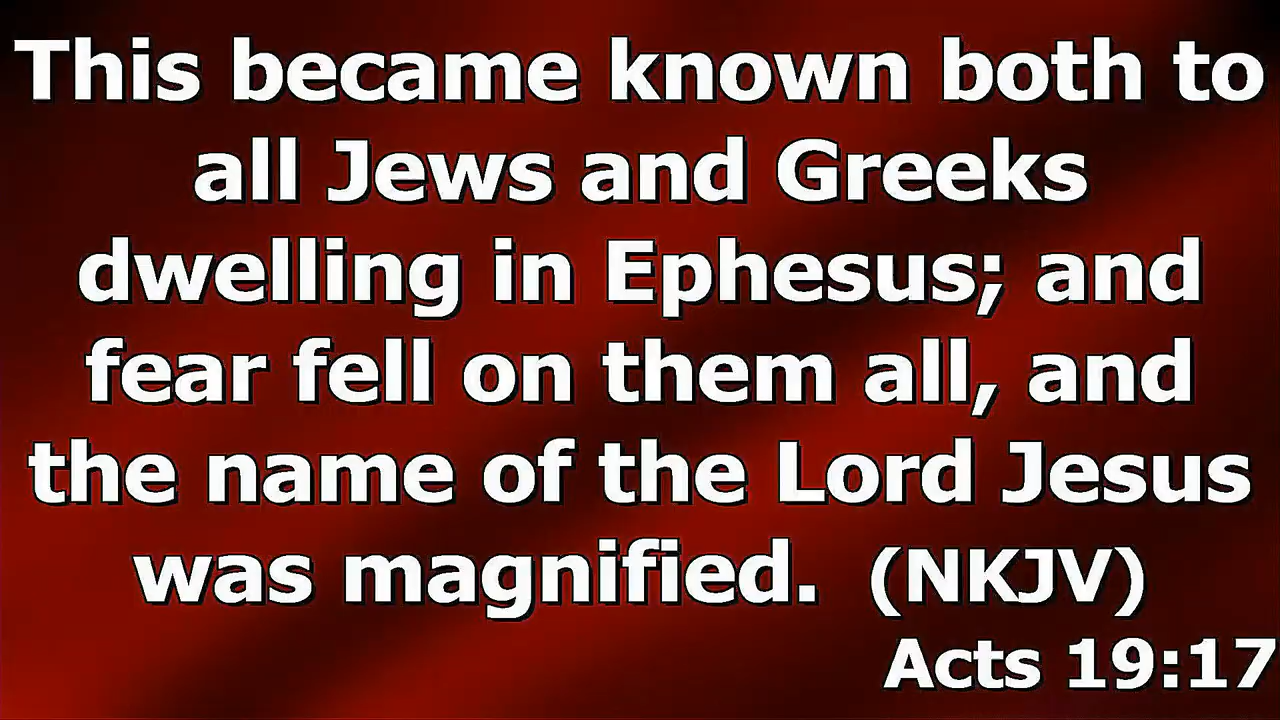 This became known both to
all Jews and Greeks
dwelling in Ephesus; and
fear fell on them all, and
the name of the Lord Jesus
was magnified.  (NKJV)
Acts 19:17